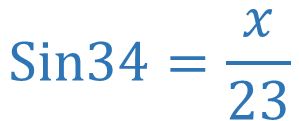 Sin34 = x/23